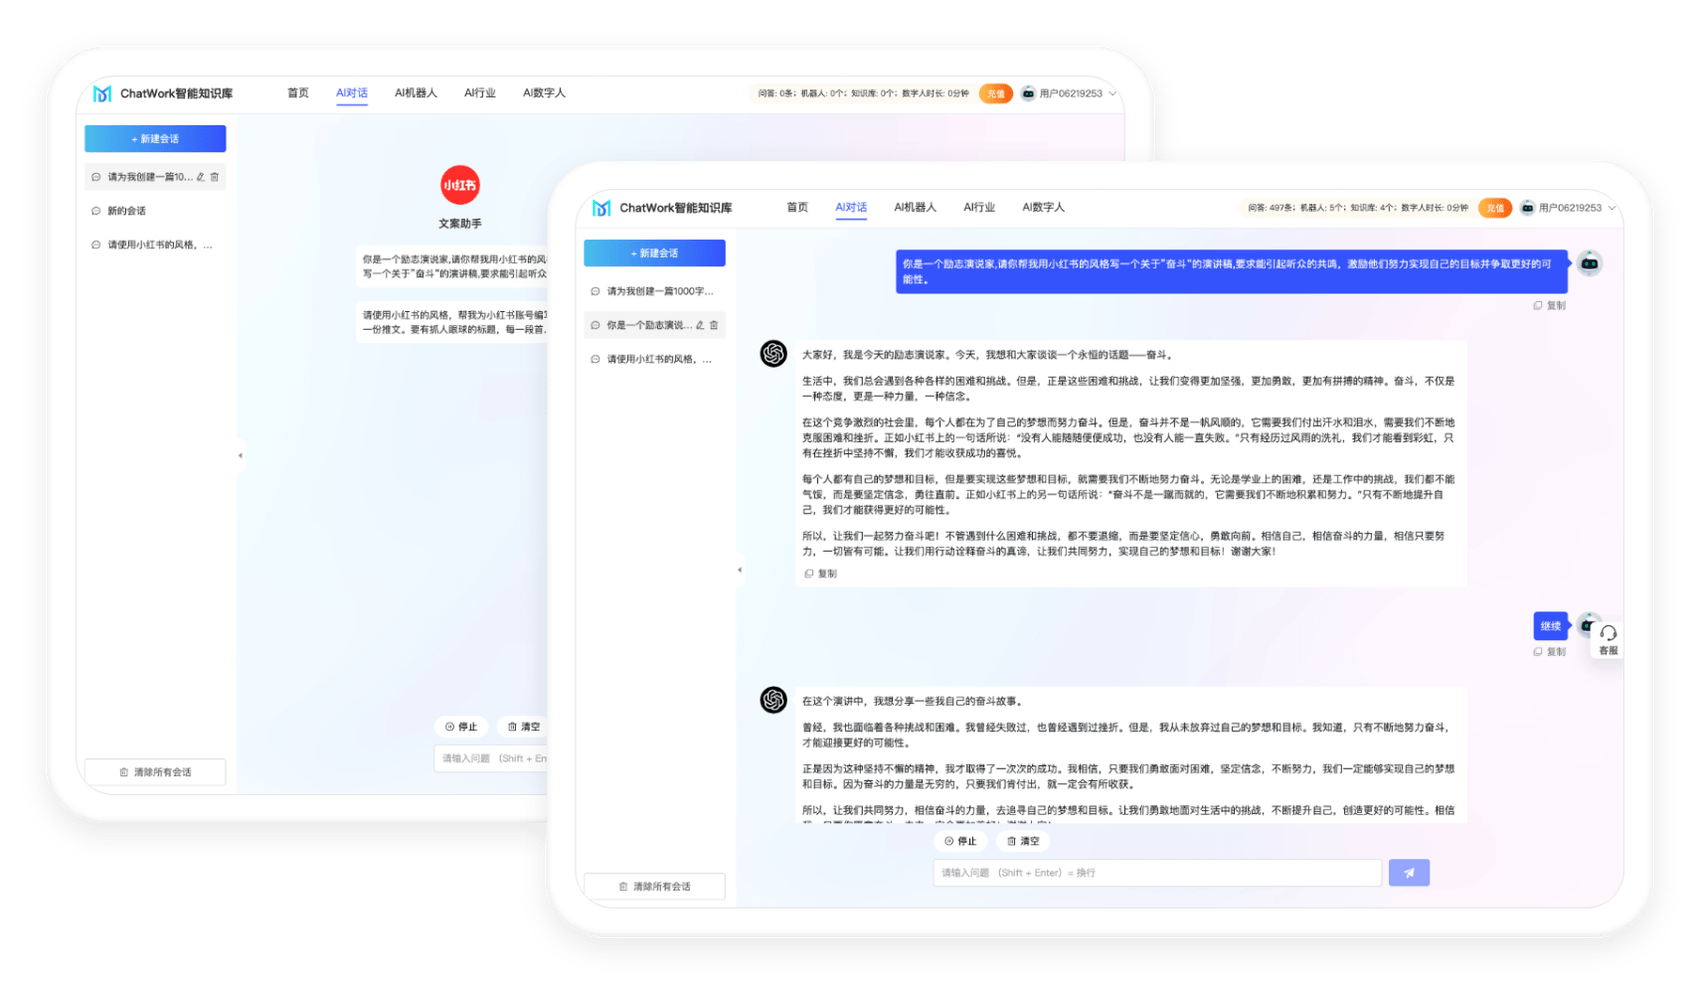 ChatWork智能知识库
首页
AI对话
AI机器人
AI行业
AI数字人
问答: 0条; 机器人: 0个; 知识库: 0个; 数字人时长: 0分钟
充值
用户06219253
+ 新建会话
请为我创建一篇10...
新的会话
请使用小红书的风格，...
清除所有会话
小红书
文案助手
你是一个励志演说家,请你帮我用小红书的风
写一个关于"奋斗"的演讲稿,要求能引起听众
请使用小红书的风格，帮我为小红书账号编写
一份推文。要有抓人眼球的标题，每一段首.
停止
清空
请输入问题 （Shift + En
ChatWork智能知识库
首页
AI对话
AI机器人
AI行业
AI数字人
问答: 497条; 机器人: 5个; 知识库: 4个; 数字人时长: 0分钟
充值
用户06219253
+ 新建会话
请为我创建一篇1000字...
你是一个励志演说...
请使用小红书的风格，...
清除所有会话
你是一个励志演说家,请你帮我用小红书的风格写一个关于"奋斗"的演讲稿,要求能引起听众的共鸣，激励他们努力实现自己的目标并争取更好的可
能性。
复制
大家好，我是今天的励志演说家。今天，我想和大家谈谈一个永恒的话题——奋斗。
生活中，我们总会遇到各种各样的困难和挑战。但是，正是这些困难和挑战，让我们变得更加坚强，更加勇敢，更加有拼搏的精神。奋斗，不仅是
一种态度，更是一种力量，一种信念。
在这个竞争激烈的社会里，每个人都在为了自己的梦想而努力奋斗。但是，奋斗并不是一帆风顺的，它需要我们付出汗水和泪水，需要我们不断地
克服困难和挫折。正如小红书上的一句话所说：“没有人能随随便便成功，也没有人能一直失败。”只有经历过风雨的洗礼，我们才能看到彩虹，只
有在挫折中坚持不懈，我们才能收获成功的喜悦。
每个人都有自己的梦想和目标，但是要实现这些梦想和目标，就需要我们不断地努力奋斗。无论是学业上的困难，还是工作中的挑战，我们都不能
气馁，而是要坚定信念，勇往直前。正如小红书上的另一句话所说：“奋斗不是一蹴而就的，它需要我们不断地积累和努力。”只有不断地提升自
己，我们才能获得更好的可能性。
所以，让我们一起努力奋斗吧！不管遇到什么困难和挑战，都不要退缩，而是要坚定信心，勇敢向前。相信自己，相信奋斗的力量，相信只要努
力，一切皆有可能。让我们用行动诠释奋斗的真谛，让我们共同努力，实现自己的梦想和目标！谢谢大家！
复制
继续
复制
客服
在这个演讲中，我想分享一些我自己的奋斗故事。
曾经，我也面临着各种挑战和困难。我曾经失败过，也曾经遇到过挫折。但是，我从未放弃过自己的梦想和目标。我知道，只有不断地努力奋斗，
才能迎接更好的可能性。
正是因为这种坚持不懈的精神，我才取得了一次次的成功。我相信，只要我们勇敢面对困难，坚定信念，不断努力，我们一定能够实现自己的梦想
和目标。因为奋斗的力量是无穷的，只要我们肯付出，就一定会有所收获。
所以，让我们共同努力，相信奋斗的力量，去追寻自己的梦想和目标。让我们勇敢地面对生活中的挑战，不断提升自己，创造更好的可能性。相信
停止
清空
请输入问题 （Shift + Enter）= 换行